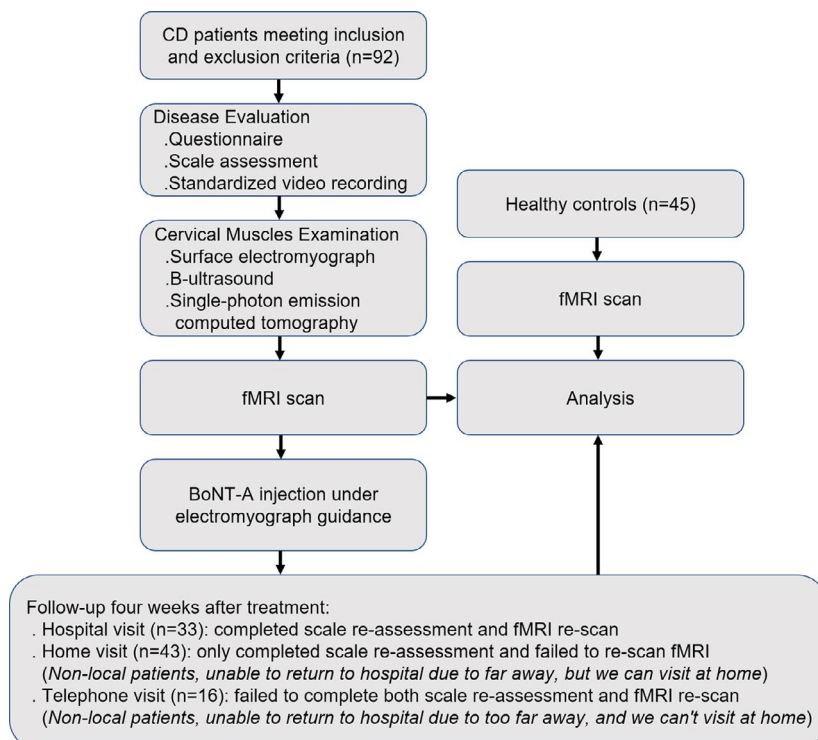 CD patients meeting inclusion
and exclusion criteria (n=92)
Disease Evaluation
.Questionnaire
.Scale assessment
.Standardized video recording
Cervical Muscles Examination
.Surface electromyograph
.B-ultrasound
.Single-photon emission
computed tomography
fMRI scan
BoNT-A injection under
electromyograph guidance
Healthy controls (n=45)
fMRI scan
Analysis
Follow-up four weeks after treatment:
. Hospital visit (n=33): completed scale re-assessment and fMRI re-scan
. Home visit (n=43): only completed scale re-assessment and failed to re-scan fMRI
(Non-local patients, unable to return to hospital due to far away, but we can visit at home)
. Telephone visit (n=16): failed to complete both scale re-assessment and fMRI re-scan
(Non-local patients, unable to return to hospital due to too far away, and we can't visit at home)